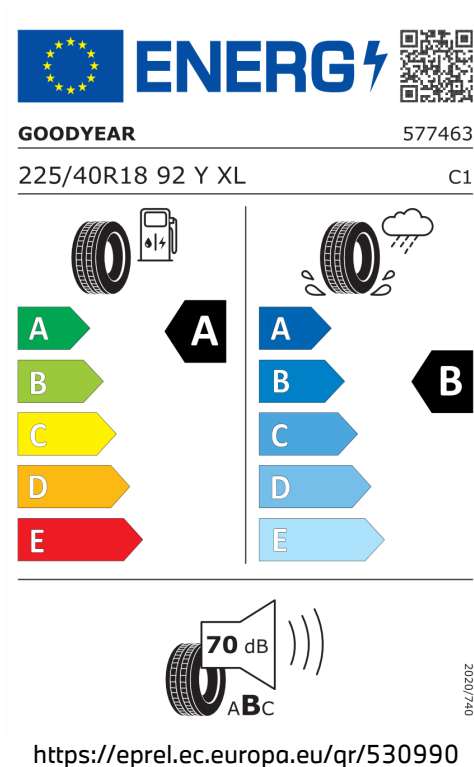 ENERG
GOODYEAR 577463
225/40R18 92 Y XL C1
A A A
B B B
C C
D D
E E
70 dB
ABC
2020/740
https://eprel.ec.europa.eu/qr/530990